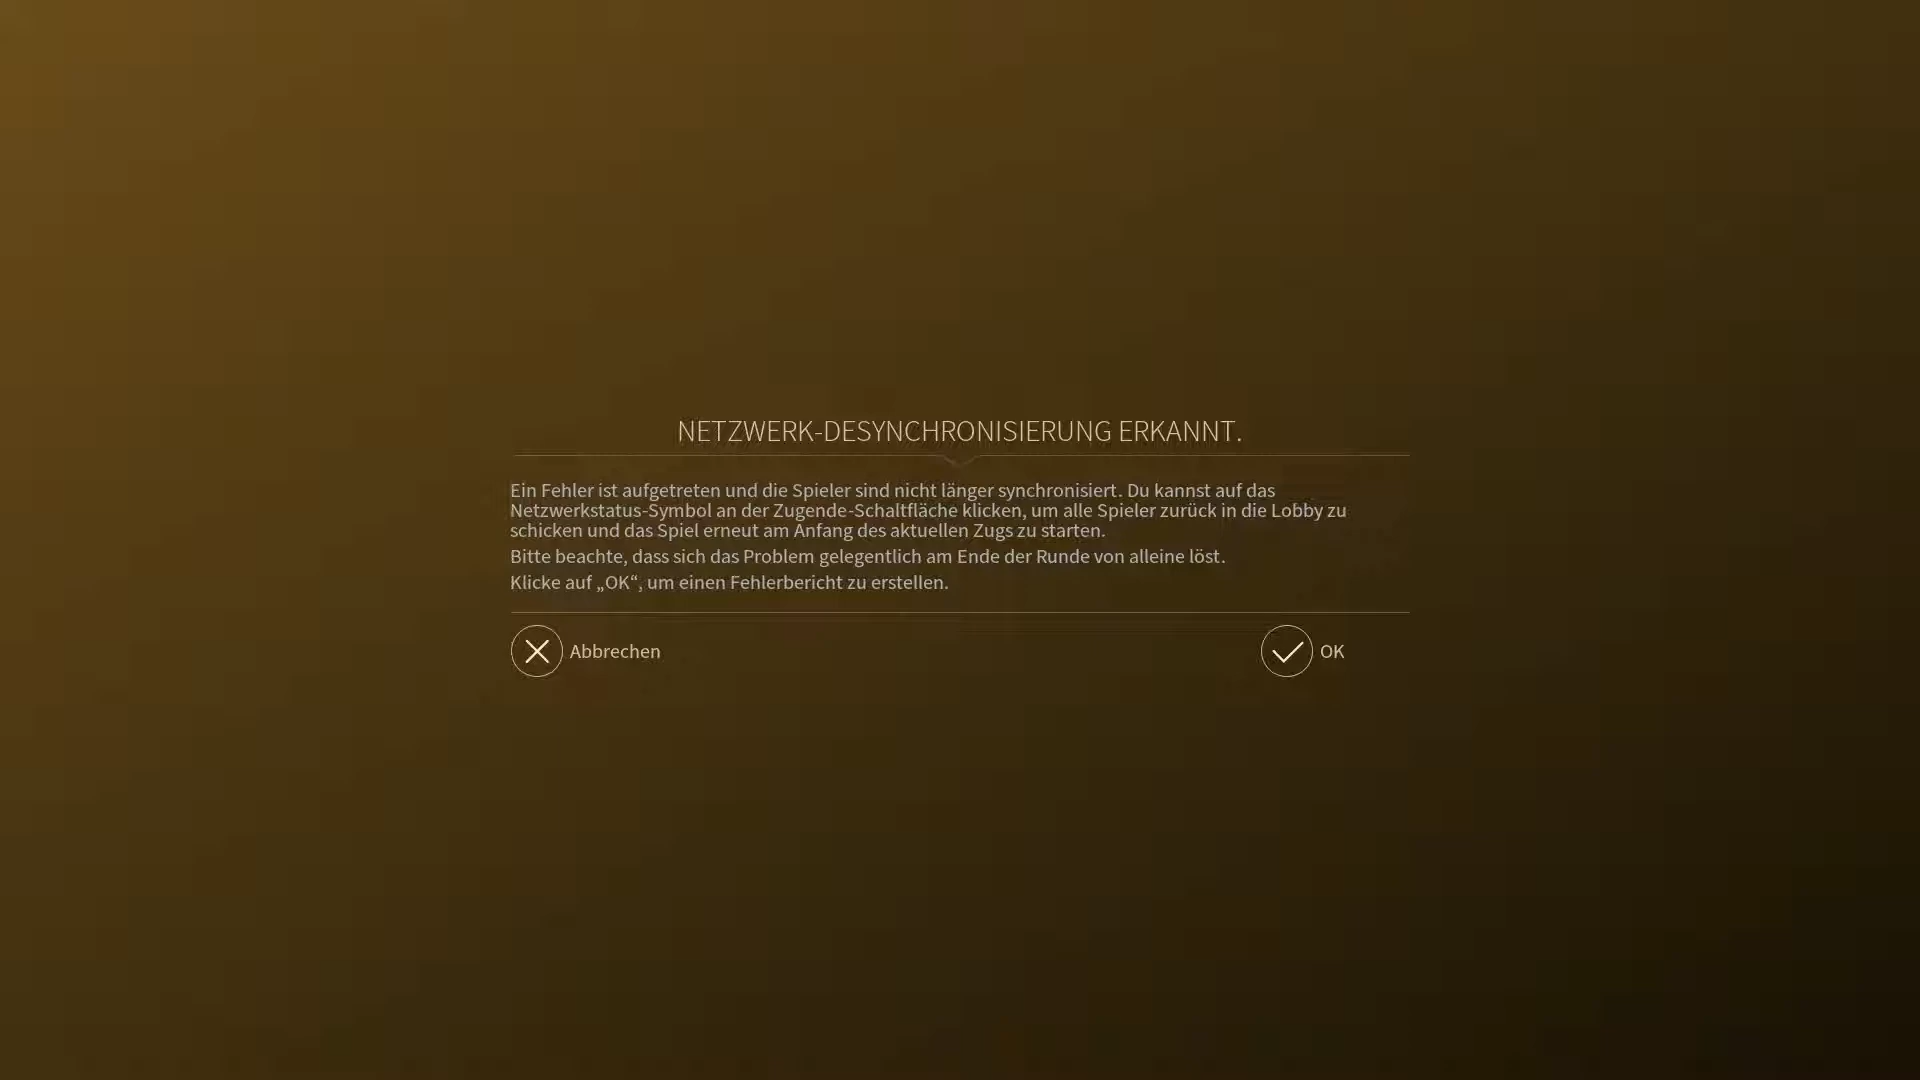 NETZWERK-DESYNCHRONISIERUNG ERKANNT.
Ein Fehler ist aufgetreten und die Spieler sind nicht länger synchronisiert. Du kannst auf das
Netzwerkstatus-Symbol an der Zugende-Schaltfläche klicken, um alle Spieler zurück in die Lobby zu
schicken und das Spiel erneut am Anfang des aktuellen Zugs zu starten.
Bitte beachte, dass sich das Problem gelegentlich am Ende der Runde von alleine löst.
Klicke auf „OK“, um einen Fehlerbericht zu erstellen.
Abbrechen
OK